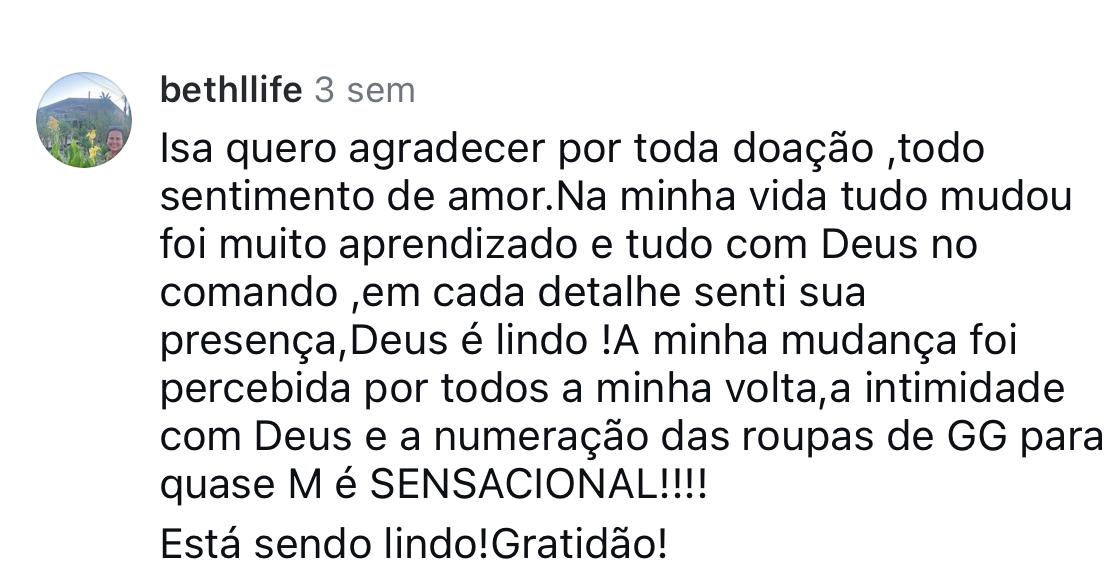 bethllife 3 sem
Isa quero agradecer por toda doação ,todo
sentimento de amor.Na minha vida tudo mudou
foi muito aprendizado e tudo com Deus no
comando ,em cada detalhe senti sua
presença,Deus é lindo !A minha mudança foi
percebida por todos a minha volta,a intimidade
com Deus e a numeração das roupas de GG para
quase M é SENSACIONAL!!!!
Está sendo lindo!Gratidão!